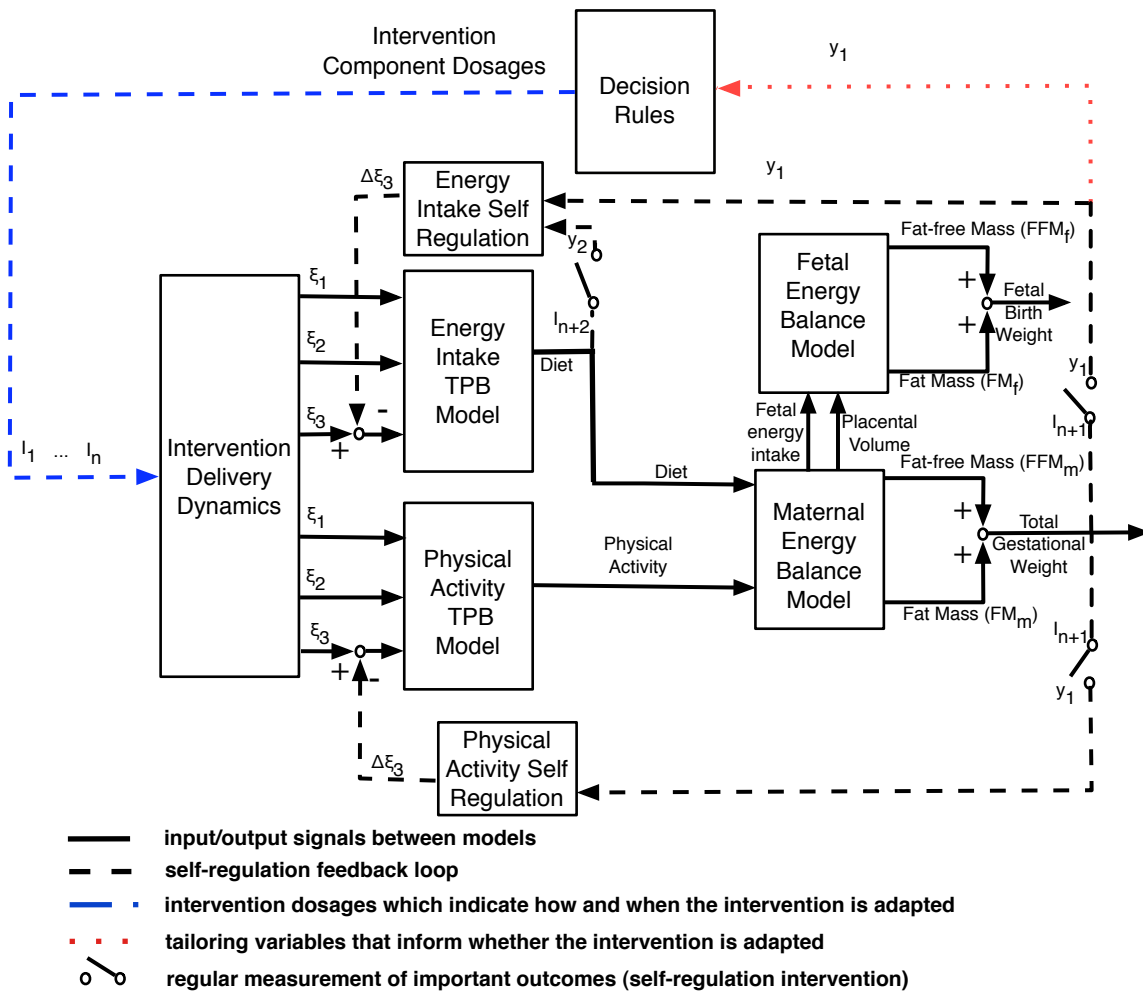 Intervention
Component Dosages
Decision
Rules
y1
y1
Δξ3
Energy
Intake Self
Regulation
y2
In+2
Fat-free Mass (FFMf)
Fetal
Energy
Balance
Model
+
+
Fetal
Birth
Weight
Fat Mass (FMf)
ξ1
ξ2
ξ3
-
+
Energy
Intake
TPB
Model
Diet
y1
In+1
Fetal
energy
intake
Placental
Volume
I1 ... In
Intervention
Delivery
Dynamics
Diet
Fat-free Mass (FFMm)
Maternal
Energy
Balance
Model
+
+
Total
Gestational
Weight
Fat Mass (FMm)
ξ1
ξ2
ξ3
+
-
Physical
Activity
TPB
Model
Physical
Activity
In+1
y1
Δξ3
Physical
Activity Self
Regulation
input/output signals between models
self-regulation feedback loop
intervention dosages which indicate how and when the intervention is adapted
tailoring variables that inform whether the intervention is adapted
regular measurement of important outcomes (self-regulation intervention)